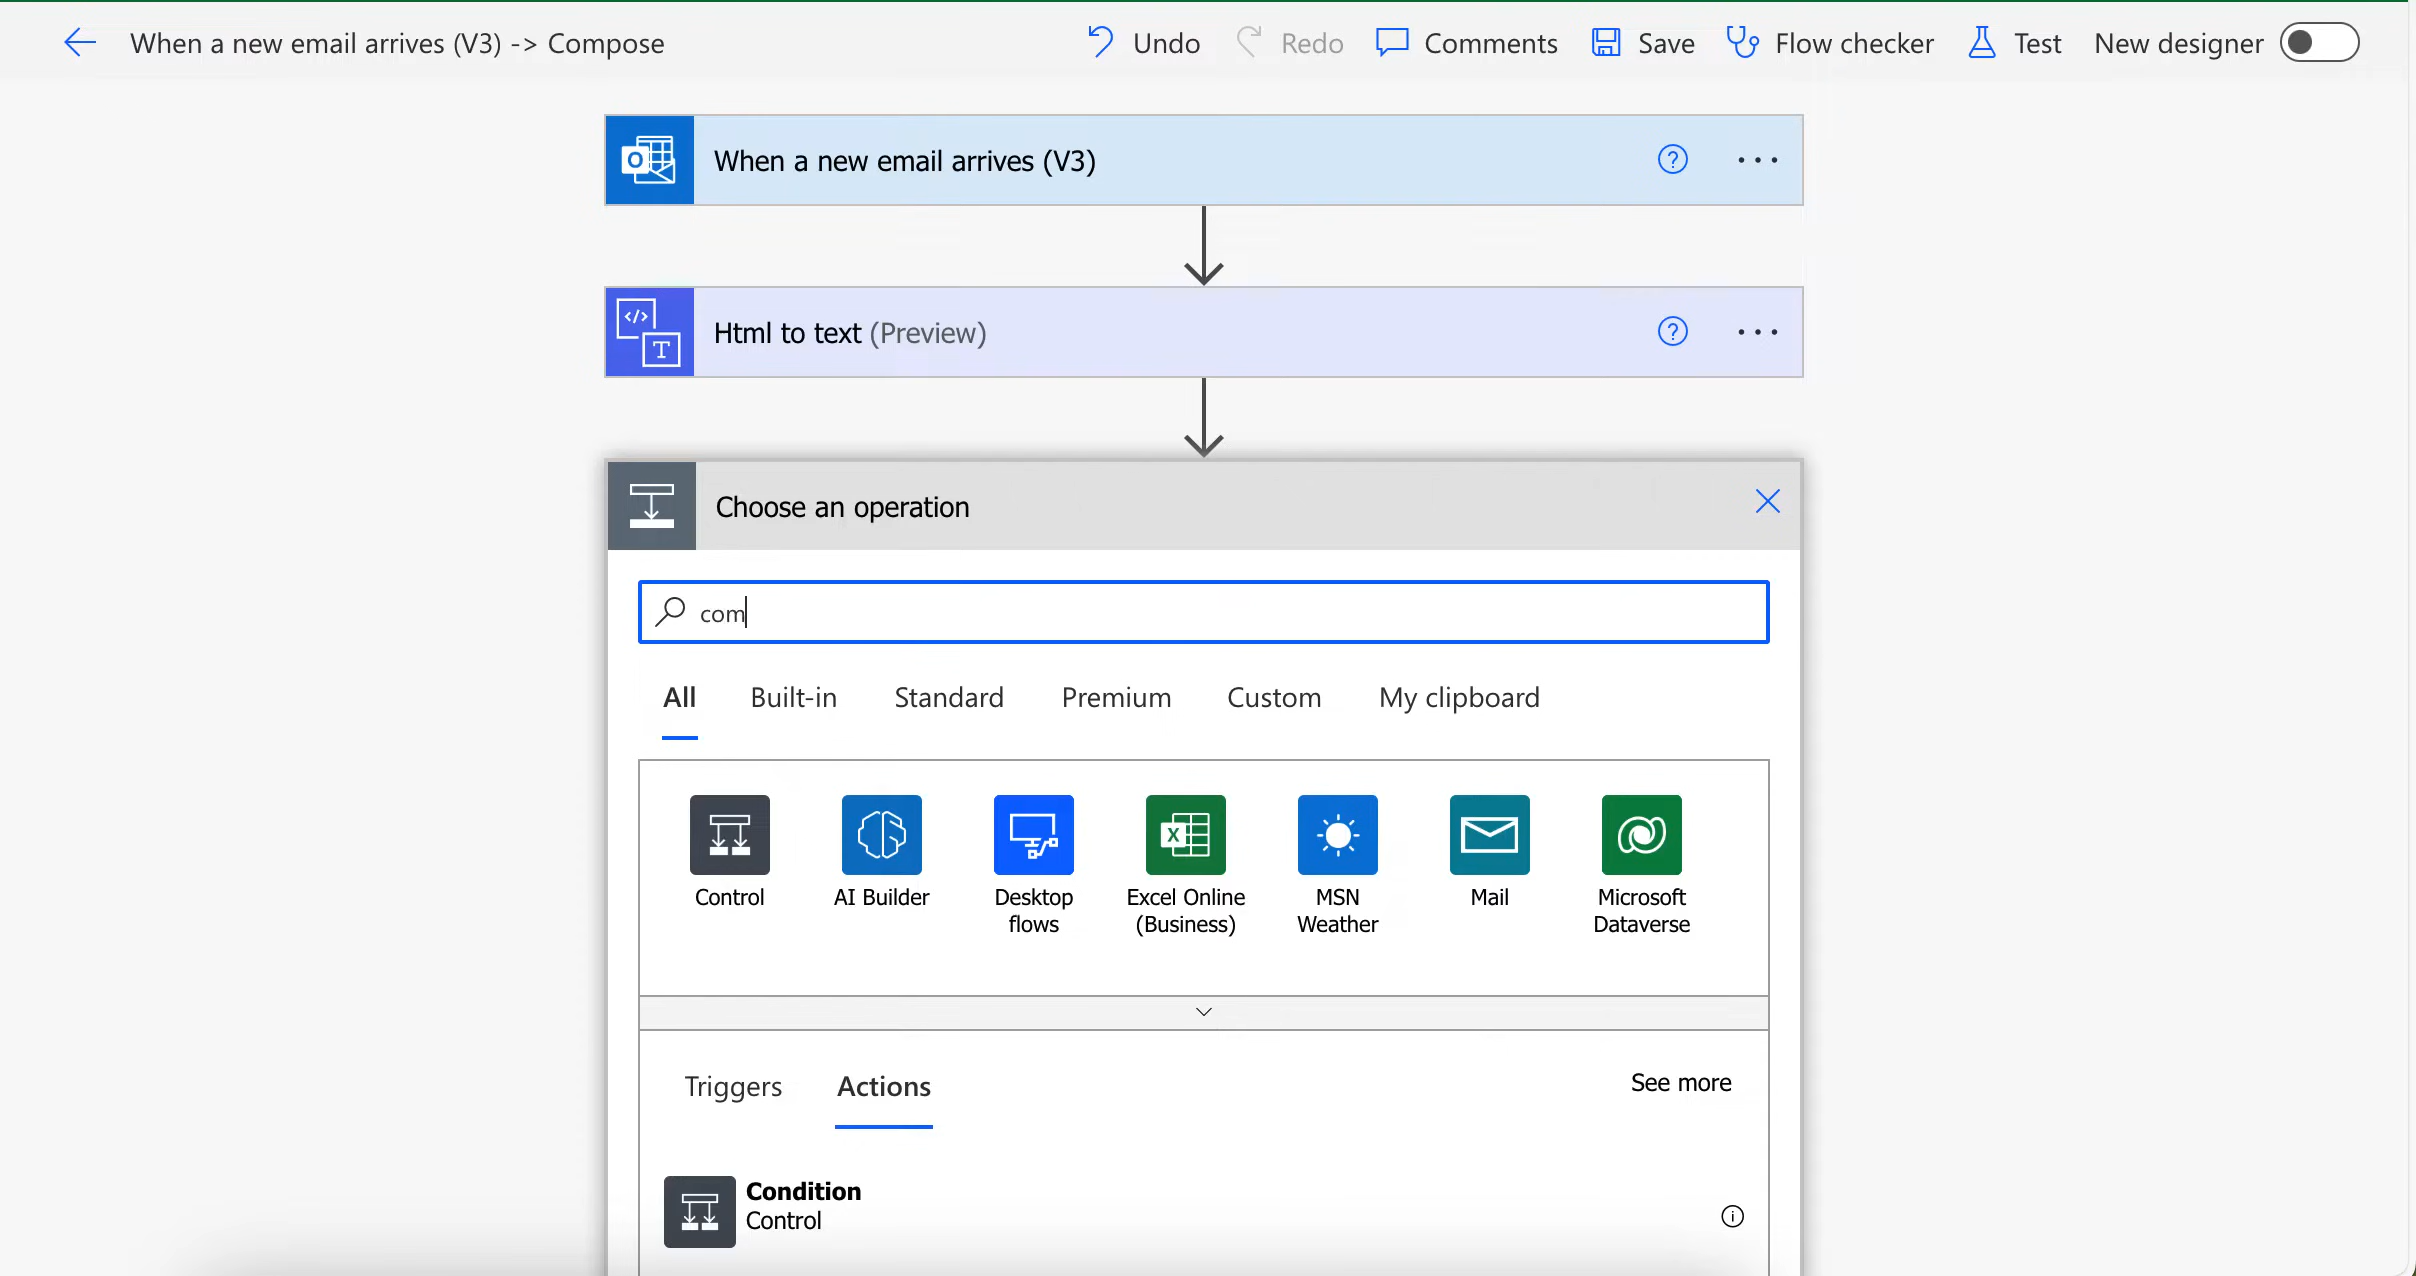 When a new email arrives (V3) -> Compose
Undo
Redo
Comments
Save
Flow checker
Test
New designer
When a new email arrives (V3)
Html to text (Preview)
Choose an operation
com
All
Built-in
Standard
Premium
Custom
My clipboard
Control
AI Builder
Desktop
flows
Excel Online
(Business)
MSN
Weather
Mail
Microsoft
Dataverse
Triggers
Actions
See more
Condition
Control